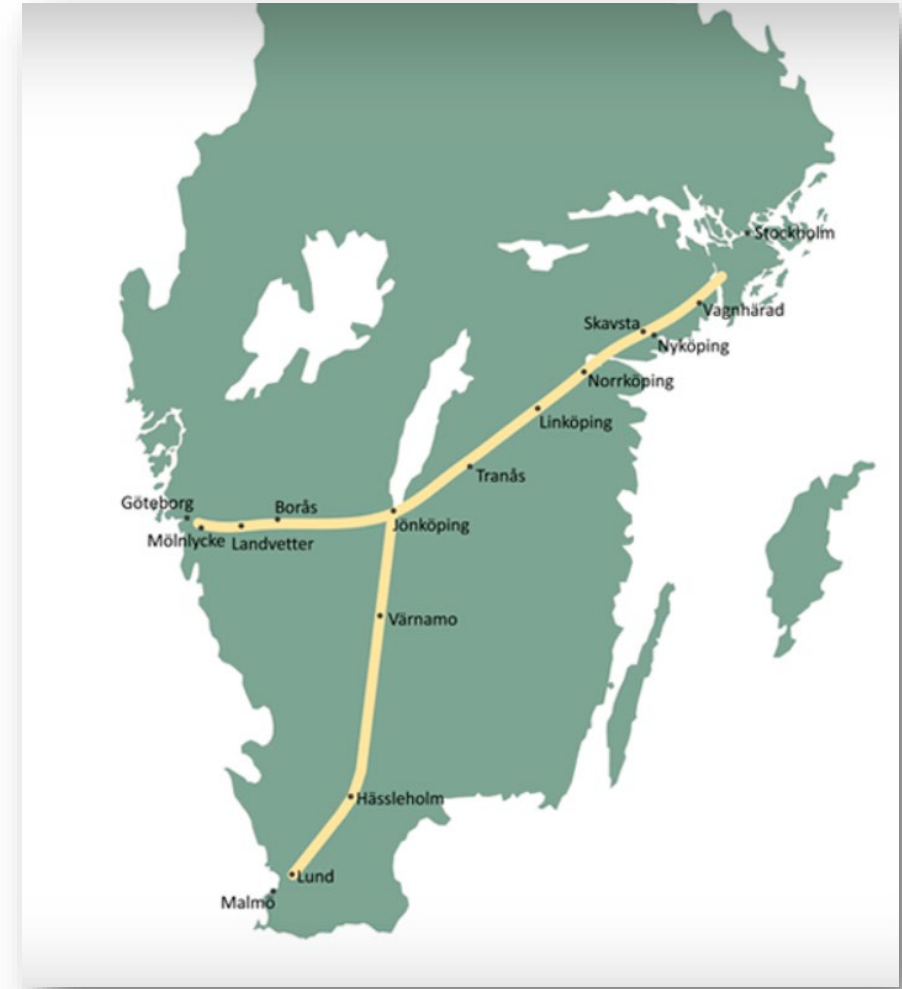 Stockholm
Vagnhärad
Skavsta
Nyköping
Norrköping
Linköping
Tranås
Göteborg
Borås
Jönköping
Mölnlycke
Landvetter
Värnamo
Hässleholm
Lund
Malmö